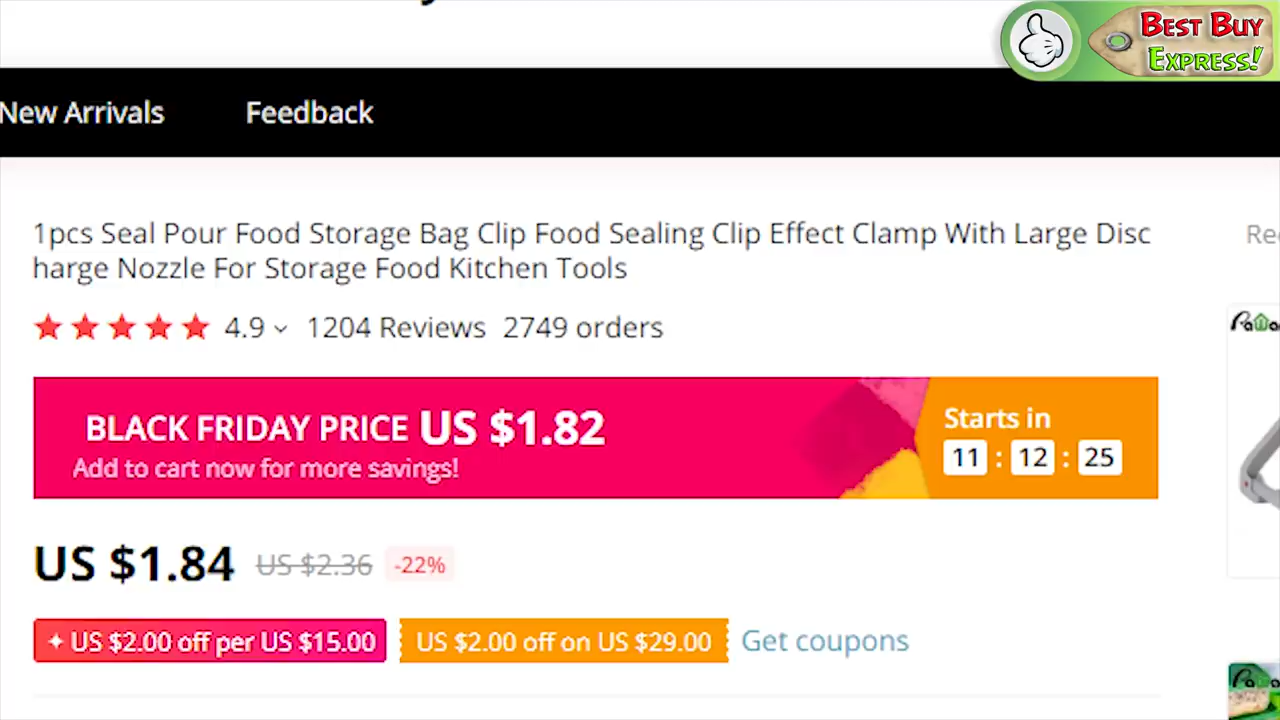 BEST BUY
EXPRESS!
New Arrivals Feedback
1pcs Seal Pour Food Storage Bag Clip Food Sealing Clip Effect Clamp With Large Disc
harge Nozzle For Storage Food Kitchen Tools
4.9 1204 Reviews 2749 orders
BLACK FRIDAY PRICE US $1.82
Add to cart now for more savings!
Starts in
11 : 12 : 25
US $1.84 US $2.36 -22%
US $2.00 off per US $15.00 US $2.00 off on US $29.00 Get coupons